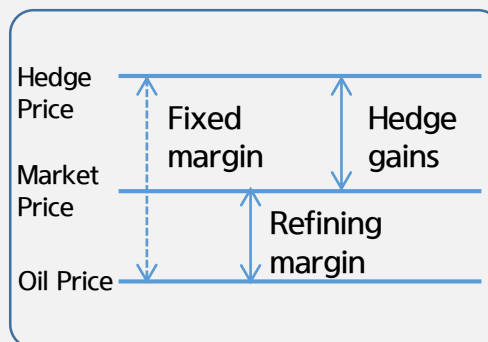 Hedge
Price
Fixed
margin
Hedge
gains
Market
Price
Refining
margin
Oil Price